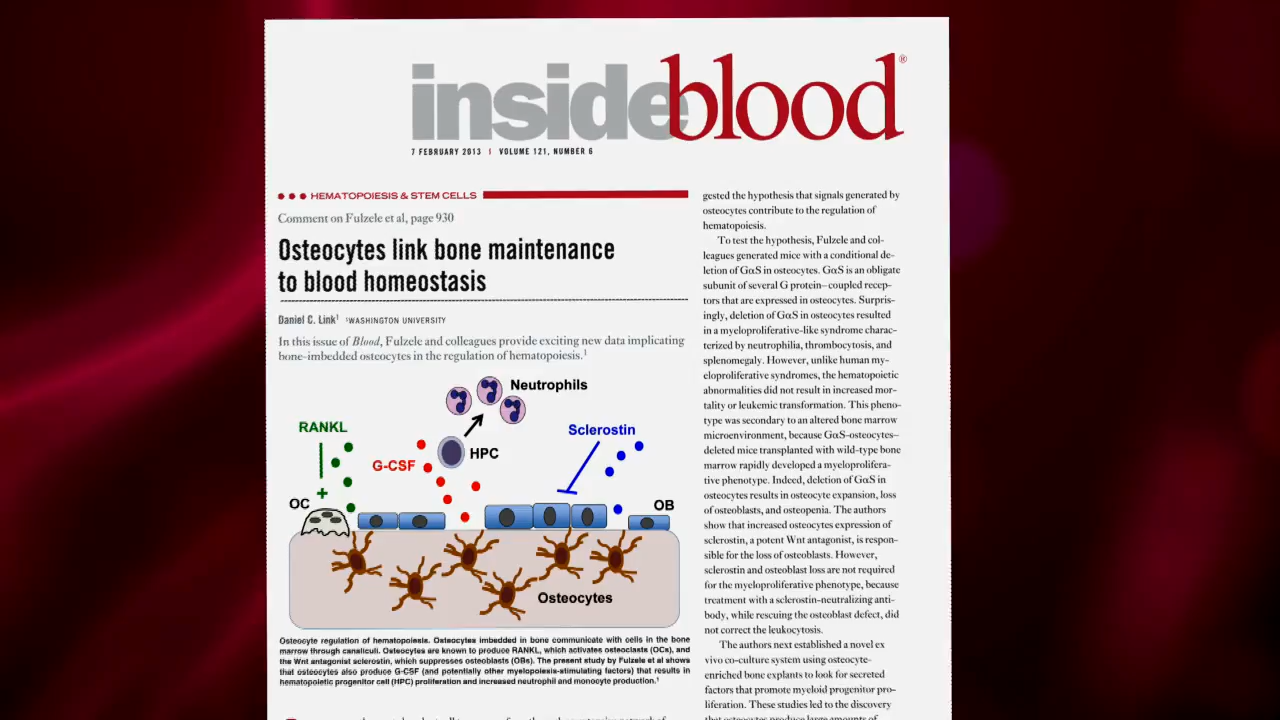 insideblood®
7 FEBRUARY 2013 | VOLUME 121, NUMBER 6
HEMATOPOIESIS & STEM CELLS
Comment on Fulzele et al, page 930
Osteocytes link bone maintenance
to blood homeostasis
Daniel C. Link¹ ¹WASHINGTON UNIVERSITY
In this issue of Blood, Fulzele and colleagues provide exciting new data implicating
bone-imbedded osteocytes in the regulation of hematopoiesis.¹
Neutrophils
RANKL
Sclerostin
HPC
G-CSF
+
OC
OB
Osteocytes
Osteocyte regulation of hematopoiesis. Osteocytes imbedded in bone communicate with cells in the bone
marrow through canaliculi. Osteocytes are known to produce RANKL, which activates osteoclasts (OCs), and
the Wnt antagonist sclerostin, which suppresses osteoblasts (OBs). The present study by Fulzele et al shows
that osteocytes also produce G-CSF (and potentially other myelopoiesis-stimulating factors) that results in
hematopoietic progenitor cell (HPC) proliferation and increased neutrophil and monocyte production.¹
gested the hypothesis that signals generated by
osteocytes contribute to the regulation of
hematopoiesis.
To test the hypothesis, Fulzele and col-
leagues generated mice with a conditional de-
letion of GαS in osteocytes. GαS is an obligate
subunit of several G protein–coupled recep-
tors that are expressed in osteocytes. Surpris-
ingly, deletion of GαS in osteocytes resulted
in a myeloproliferative-like syndrome charac-
terized by neutrophilia, thrombocytosis, and
splenomegaly. However, unlike human my-
eloproliferative syndromes, the hematopoietic
abnormalities did not result in increased mor-
tality or leukemic transformation. This pheno-
type was secondary to an altered bone marrow
microenvironment, because GαS-osteocytes–
deleted mice transplanted with wild-type bone
marrow rapidly developed a myeloprolifera-
tive phenotype. Indeed, deletion of GαS in
osteocytes results in osteocyte expansion, loss
of osteoblasts, and osteopenia. The authors
show that increased osteocytes expression of
sclerostin, a potent Wnt antagonist, is respon-
sible for the loss of osteoblasts. However,
sclerostin and osteoblast loss are not required
for the myeloproliferative phenotype, because
treatment with a sclerostin-neutralizing anti-
body, while rescuing the osteoblast defect, did
not correct the leukocytosis.
The authors next established a novel ex
vivo co-culture system using osteocyte-
enriched bone explants to look for secreted
factors that promote myeloid progenitor pro-
liferation. These studies led to the discovery
that osteocytes produce large amounts of